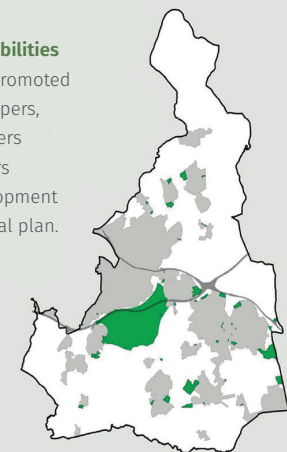 bilities
romoted
pers,
ers
rs
opment
al plan.